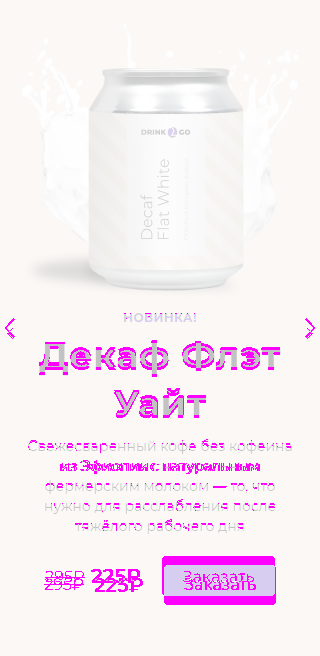 DRINK 2 GO
Decaf
Flat White
НОВИНКА!
Декаф Флэт
Уайт
Свежесваренный кофе без кофеина
из Эфиопии с натуральным
фермерским молоком — то, что
нужно для расслабления после
тяжёлого рабочего дня
295₽ 225₽ Заказать